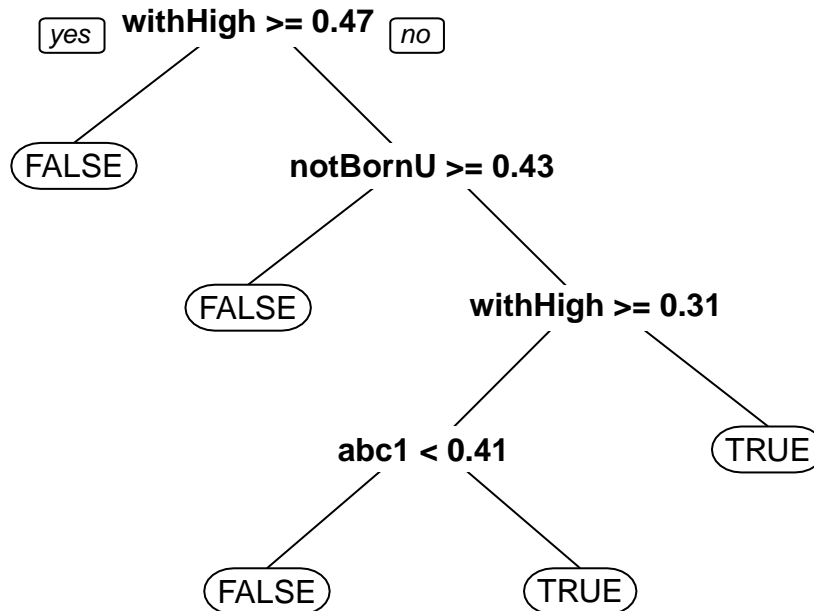 yes withHigh >= 0.47 no
FALSE notBornU >= 0.43
FALSE withHigh >= 0.31
abc1 < 0.41 TRUE
FALSE TRUE